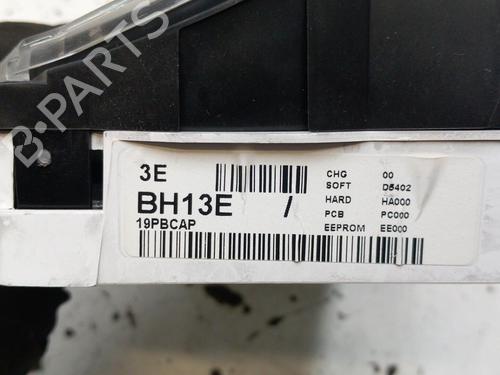 B-PARTS
3E
BH13E /
19PBCAP
CHG 00
SOFT D5402
HARD HA000
PCB PC000
EEPROM EE000